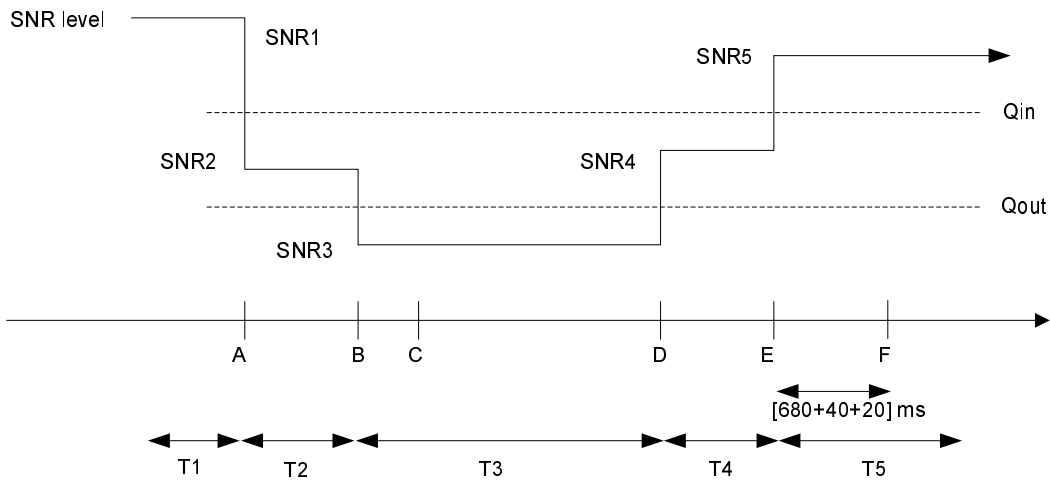 SNR level
SNR1
SNR5
Qin
SNR2
SNR4
Qout
SNR3
A
B
C
D
E
F
[680+40+20] ms
T1
T2
T3
T4
T5